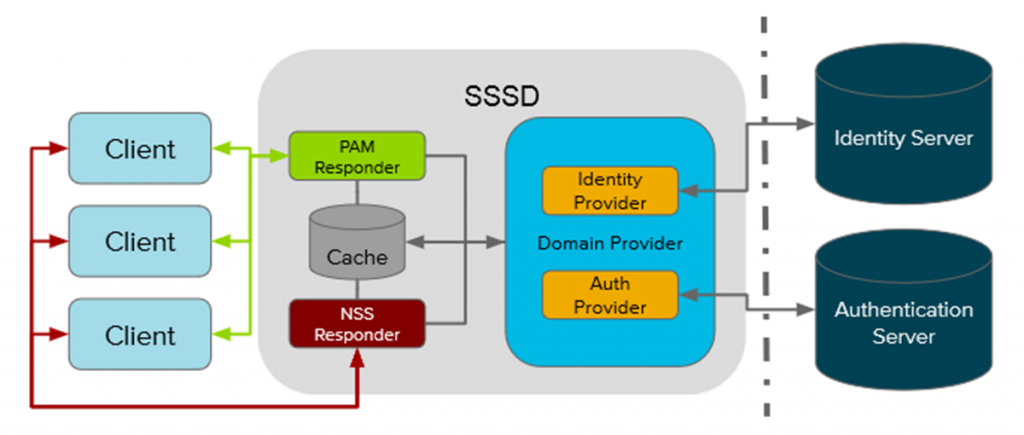 SSSD
Client
Client
Client
PAM
Responder
Cache
NSS
Responder
Identity
Provider
Domain Provider
Auth
Provider
Identity Server
Authentication
Server